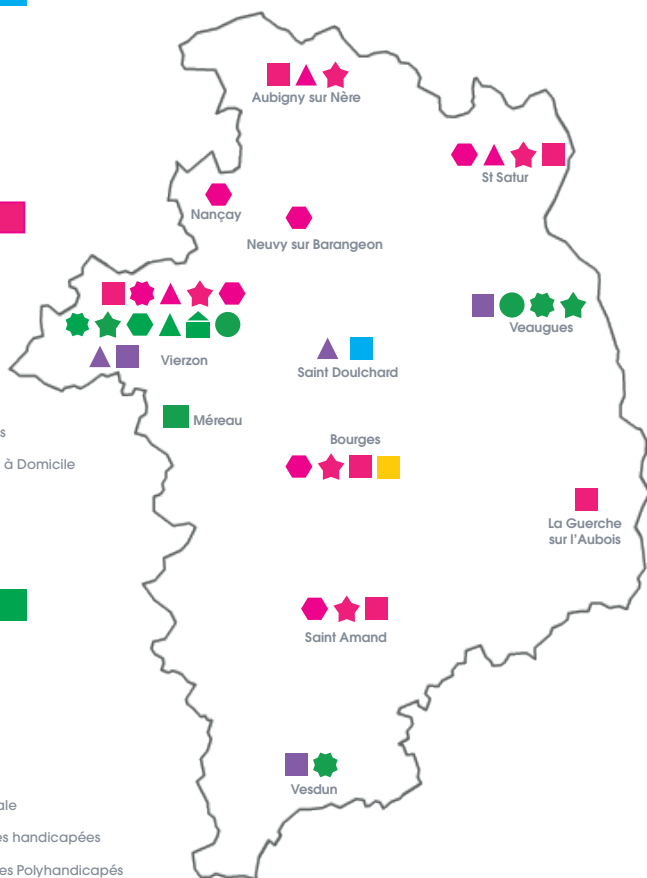 Aubigny sur Nère
St Satur
Nançay
Neuvy sur Barangeon
Veaugues
Vierzon
Saint Doulchard
Méreau
s
Bourges
à Domicile
La Guerche
sur l'Aubois
Saint Amand
Vesdun
ale
es handicapées
es Polyhandicapés